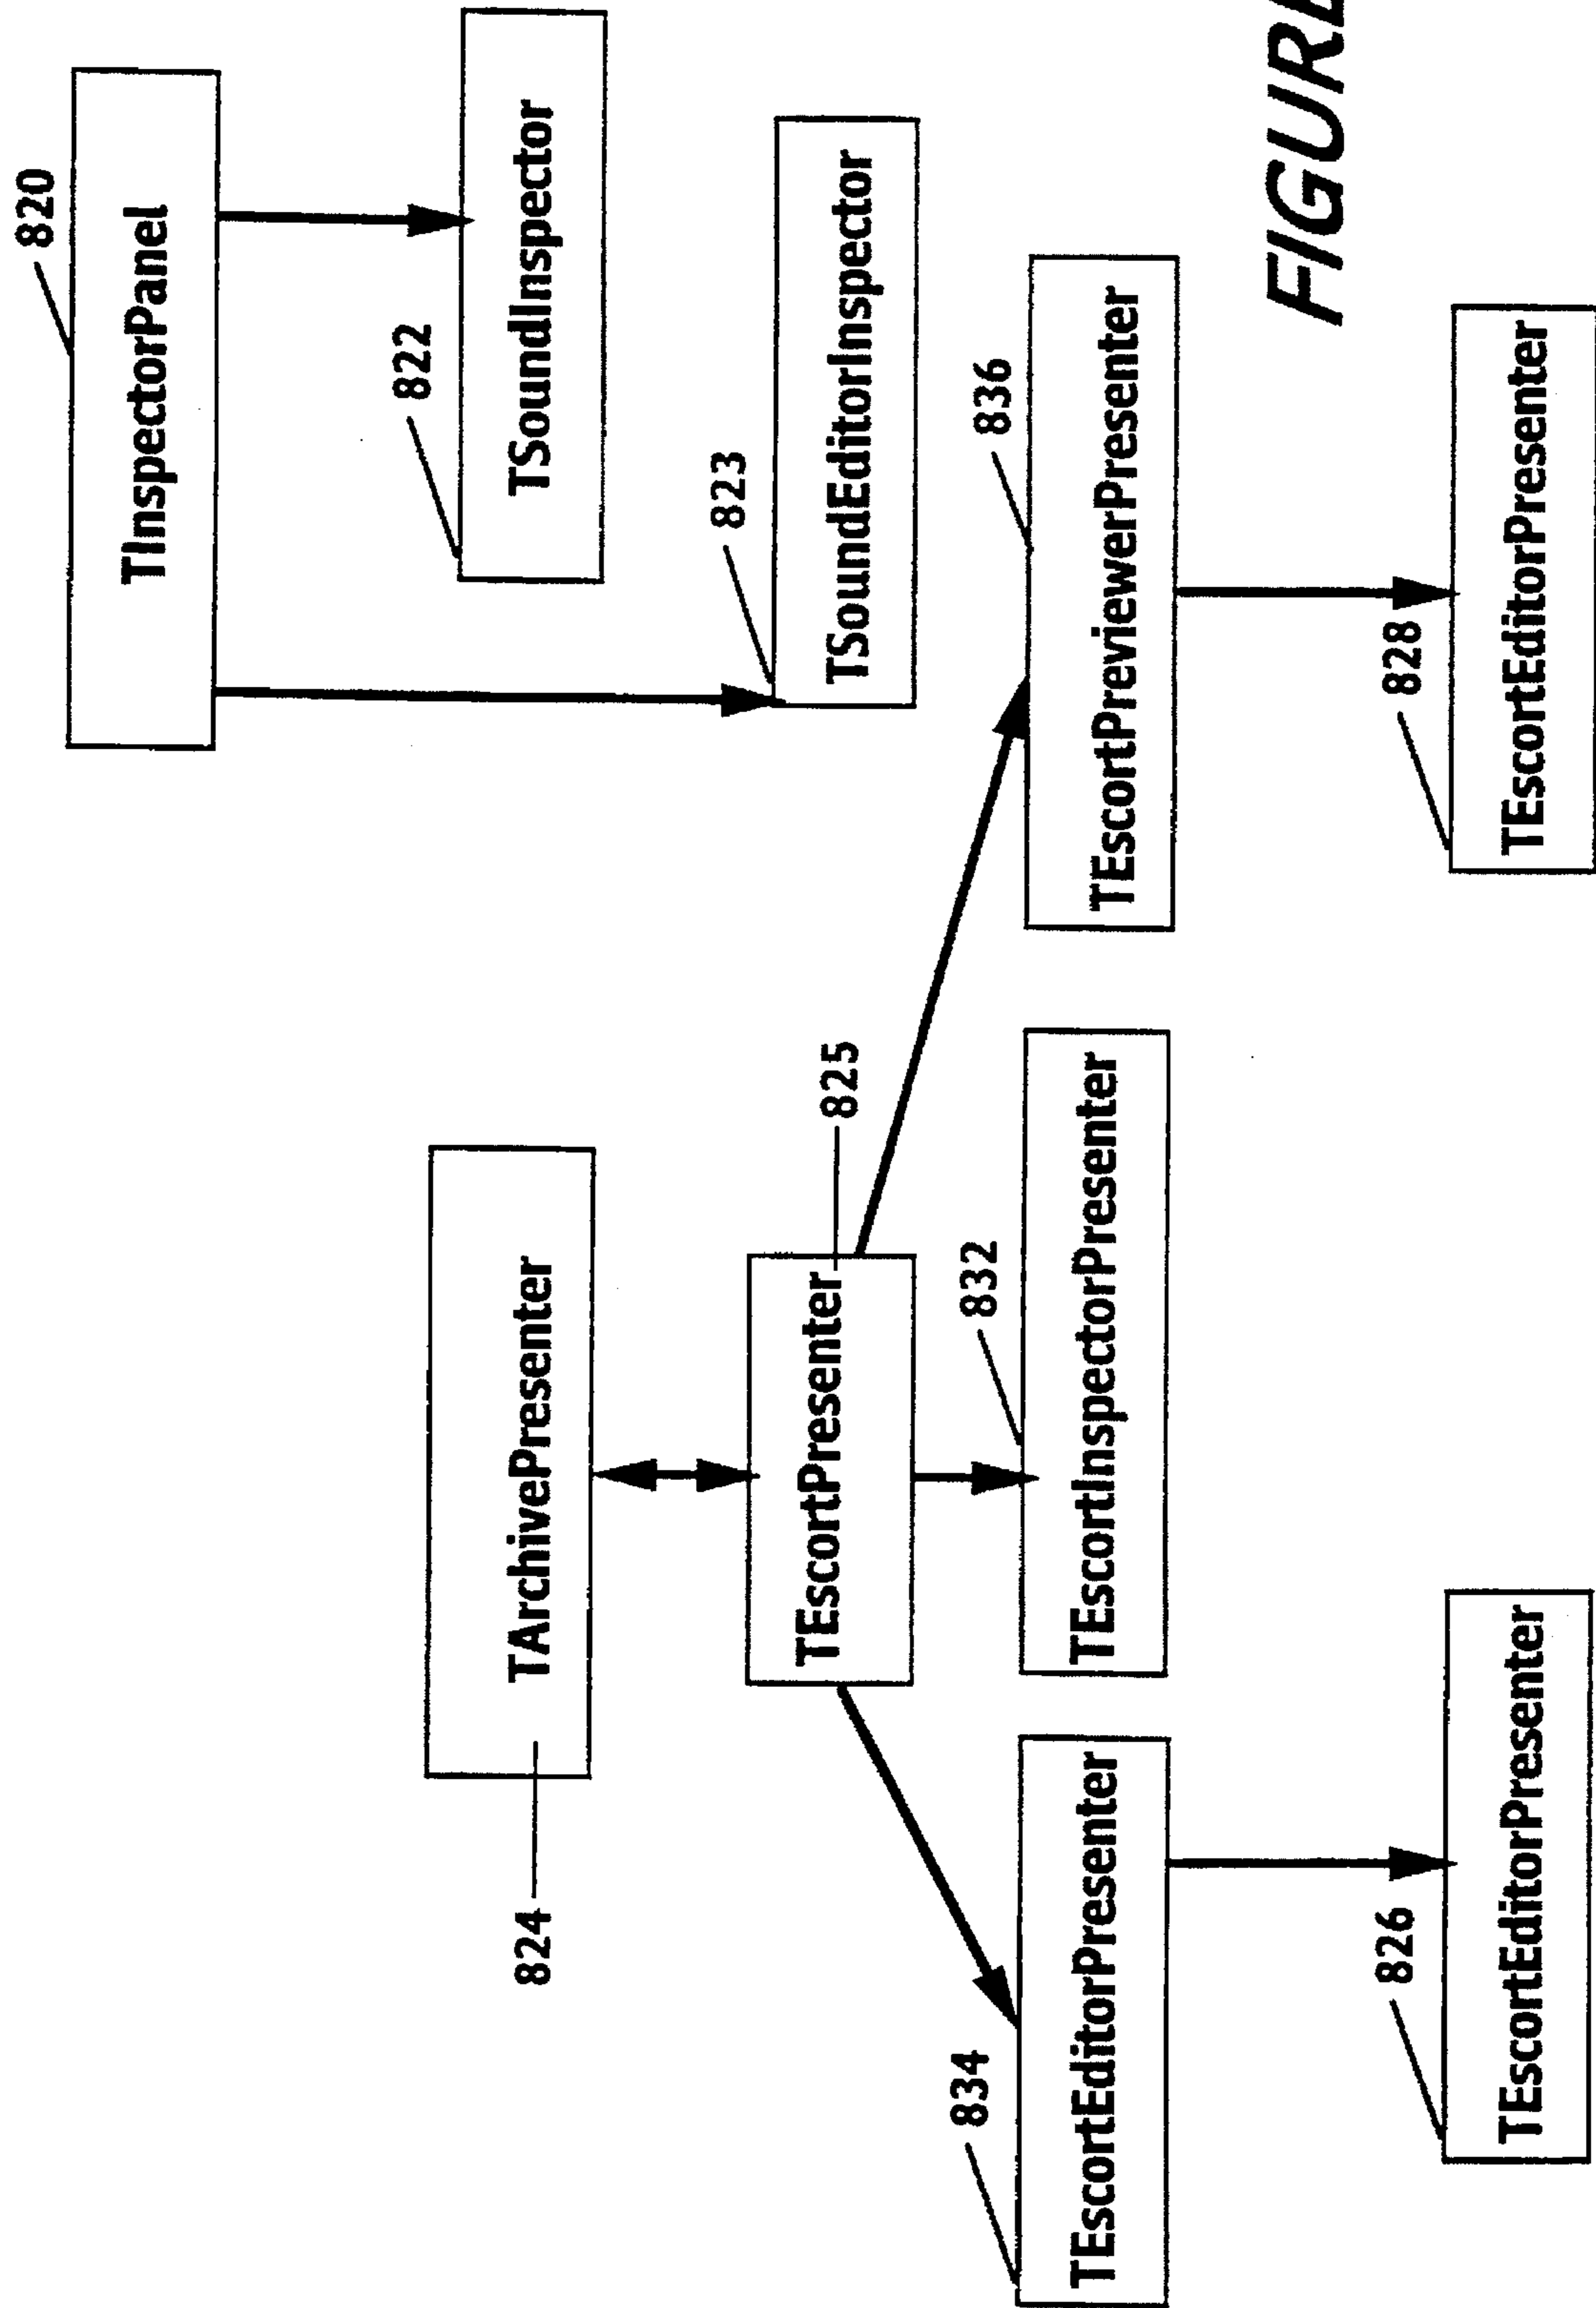 820
TInspectorPanel
822
TSoundInspector
823
TSoundEditorInspector
824
TArchivePresenter
825
TEscortPresenter
834
TEscortEditorPresenter
832
TEscortInspectorPresenter
836
TEscortPreviewerPresenter
826
TEscortEditorPresenter
828
TEscortEditorPresenter
FIGURE